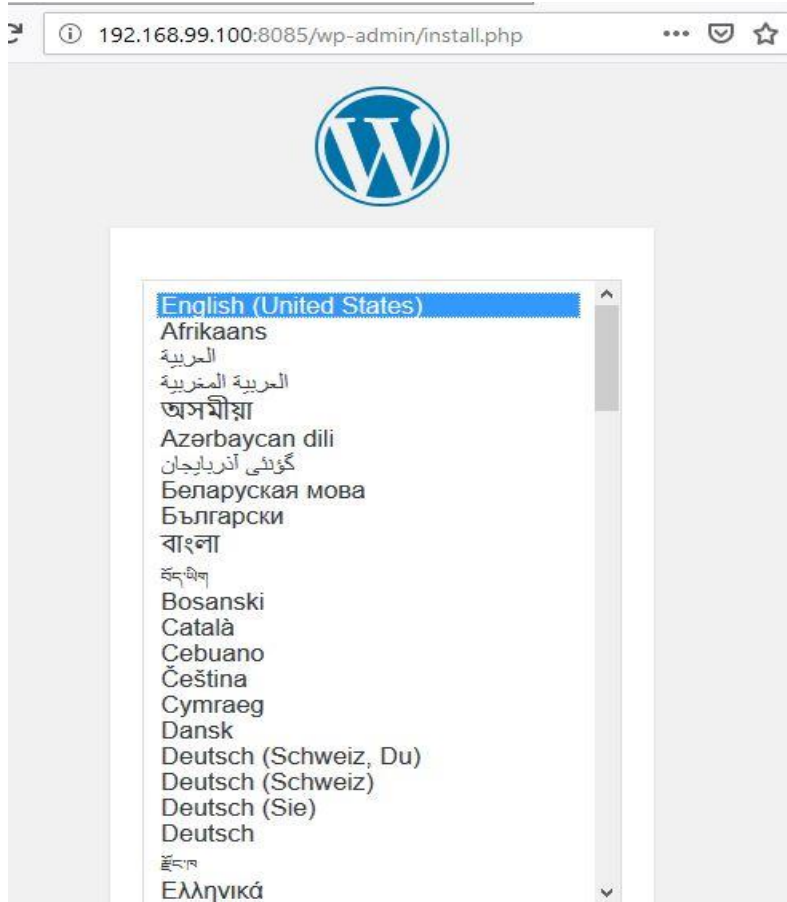 192.168.99.100:8085/wp-admin/install.php
English (United States)
Afrikaans
العربية
العربية المغربية
অসমীয়া
Azərbaycan dili
گؤنئی آذربایجان
Беларуская мова
Български
বাংলা
བོད་ཡིག
Bosanski
Català
Cebuano
Čeština
Cymraeg
Dansk
Deutsch (Schweiz, Du)
Deutsch (Schweiz)
Deutsch (Sie)
Deutsch
རྫོང་ཁ
Ελληνικά